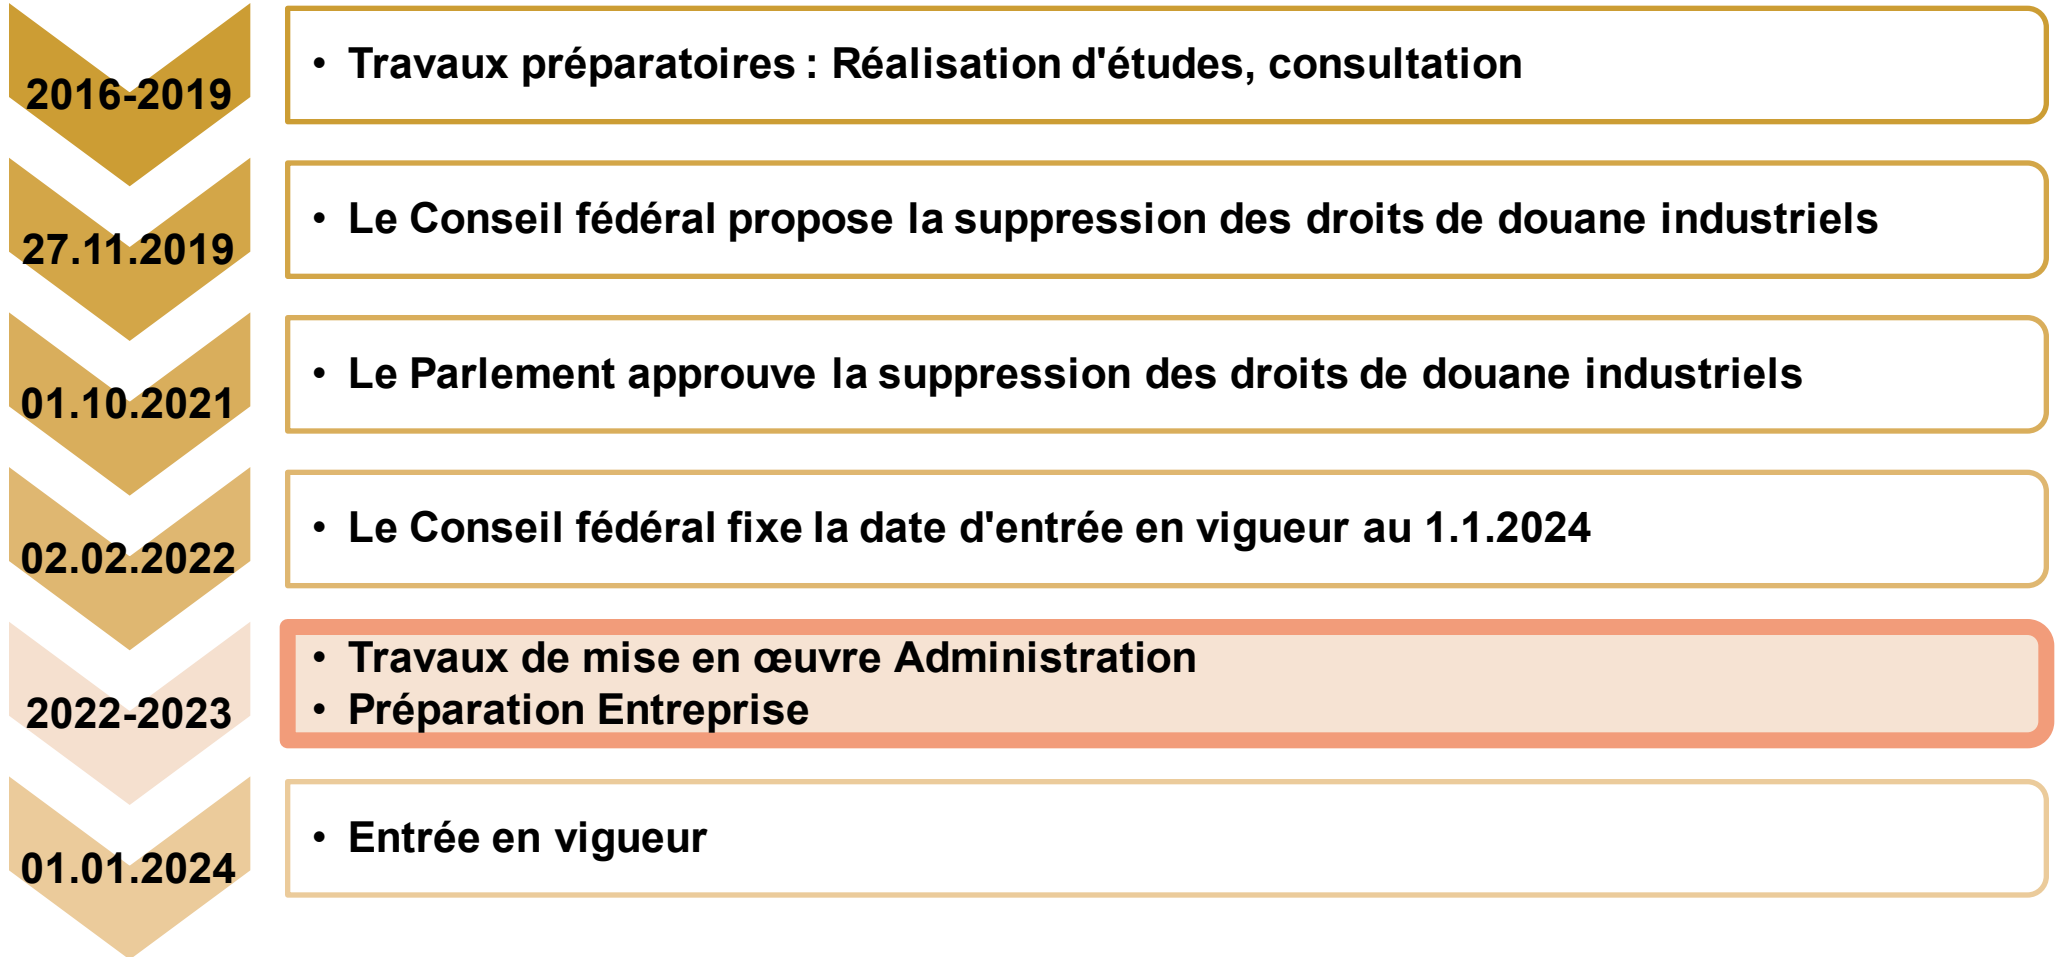 2016-2019
• Travaux préparatoires : Réalisation d'études, consultation
27.11.2019
• Le Conseil fédéral propose la suppression des droits de douane industriels
01.10.2021
• Le Parlement approuve la suppression des droits de douane industriels
02.02.2022
• Le Conseil fédéral fixe la date d'entrée en vigueur au 1.1.2024
2022-2023
• Travaux de mise en œuvre Administration
• Préparation Entreprise
01.01.2024
• Entrée en vigueur